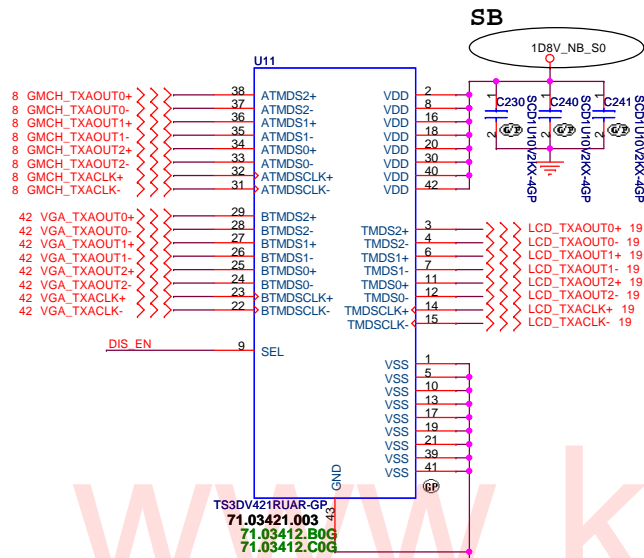 SB
1D8V_NB_S0
U11
8 GMCH_TXAOUT0+ 38 ATMDS2+ VDD 2
8 GMCH_TXAOUT0- 37 ATMDS2- VDD 8
8 GMCH_TXAOUT1+ 36 ATMDS1+ VDD 16
8 GMCH_TXAOUT1- 35 ATMDS1- VDD 18
8 GMCH_TXAOUT2+ 34 ATMDS0+ VDD 20
8 GMCH_TXAOUT2- 33 ATMDS0- VDD 30
8 GMCH_TXACLK+ 32 ATMDSCLK+ VDD 40
8 GMCH_TXACLK- 31 ATMDSCLK- VDD 42
1 C230 2 G/P SCD1U10V2KX-4GP
1 C240 2 G/P SCD1U10V2KX-4GP
1 C241 2 G/P SCD1U10V2KX-4GP
42 VGA_TXAOUT0+ 29 BTMDS2+
42 VGA_TXAOUT0- 28 BTMDS2- TMDS2+ 3 LCD_TXAOUT0+ 19
42 VGA_TXAOUT1+ 27 BTMDS1+ TMDS2- 4 LCD_TXAOUT0- 19
42 VGA_TXAOUT1- 26 BTMDS1- TMDS1+ 6 LCD_TXAOUT1+ 19
42 VGA_TXAOUT2+ 25 BTMDS0+ TMDS1- 7 LCD_TXAOUT1- 19
42 VGA_TXAOUT2- 24 BTMDS0- TMDS0+ 11 LCD_TXAOUT2+ 19
42 VGA_TXACLK+ 23 BTMDSCLK+ TMDS0- 12 LCD_TXAOUT2- 19
42 VGA_TXACLK- 22 BTMDSCLK- TMDSCLK+ 14 LCD_TXACLK+ 19
TMDSCLK- 15 LCD_TXACLK- 19
DIS_EN 9 SEL
VSS 1
VSS 5
VSS 10
VSS 13
VSS 17
VSS 19
VSS 21
VSS 39
VSS 41
GND 43
GP
TS3DV421RUAR-GP
71.03421.003
71.03412.B0G
71.03412.C0G
www.k